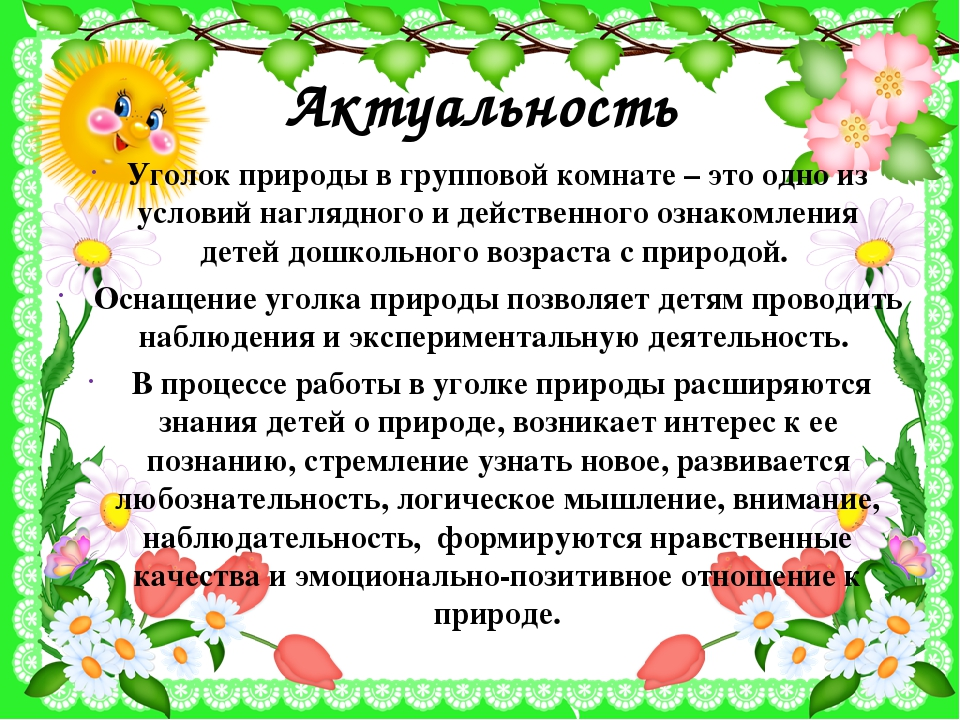 Актуальность
· Уголок природы в групповой комнате – это одно из
условий наглядного и действенного ознакомления
детей дошкольного возраста с природой.
· Оснащение уголка природы позволяет детям проводить
наблюдения и экспериментальную деятельность.
· В процессе работы в уголке природы расширяются
знания детей о природе, возникает интерес к ее
познанию, стремление узнать новое, развивается
любознательность, логическое мышление, внимание,
наблюдательность, формируются нравственные
качества и эмоционально-позитивное отношение к
природе.